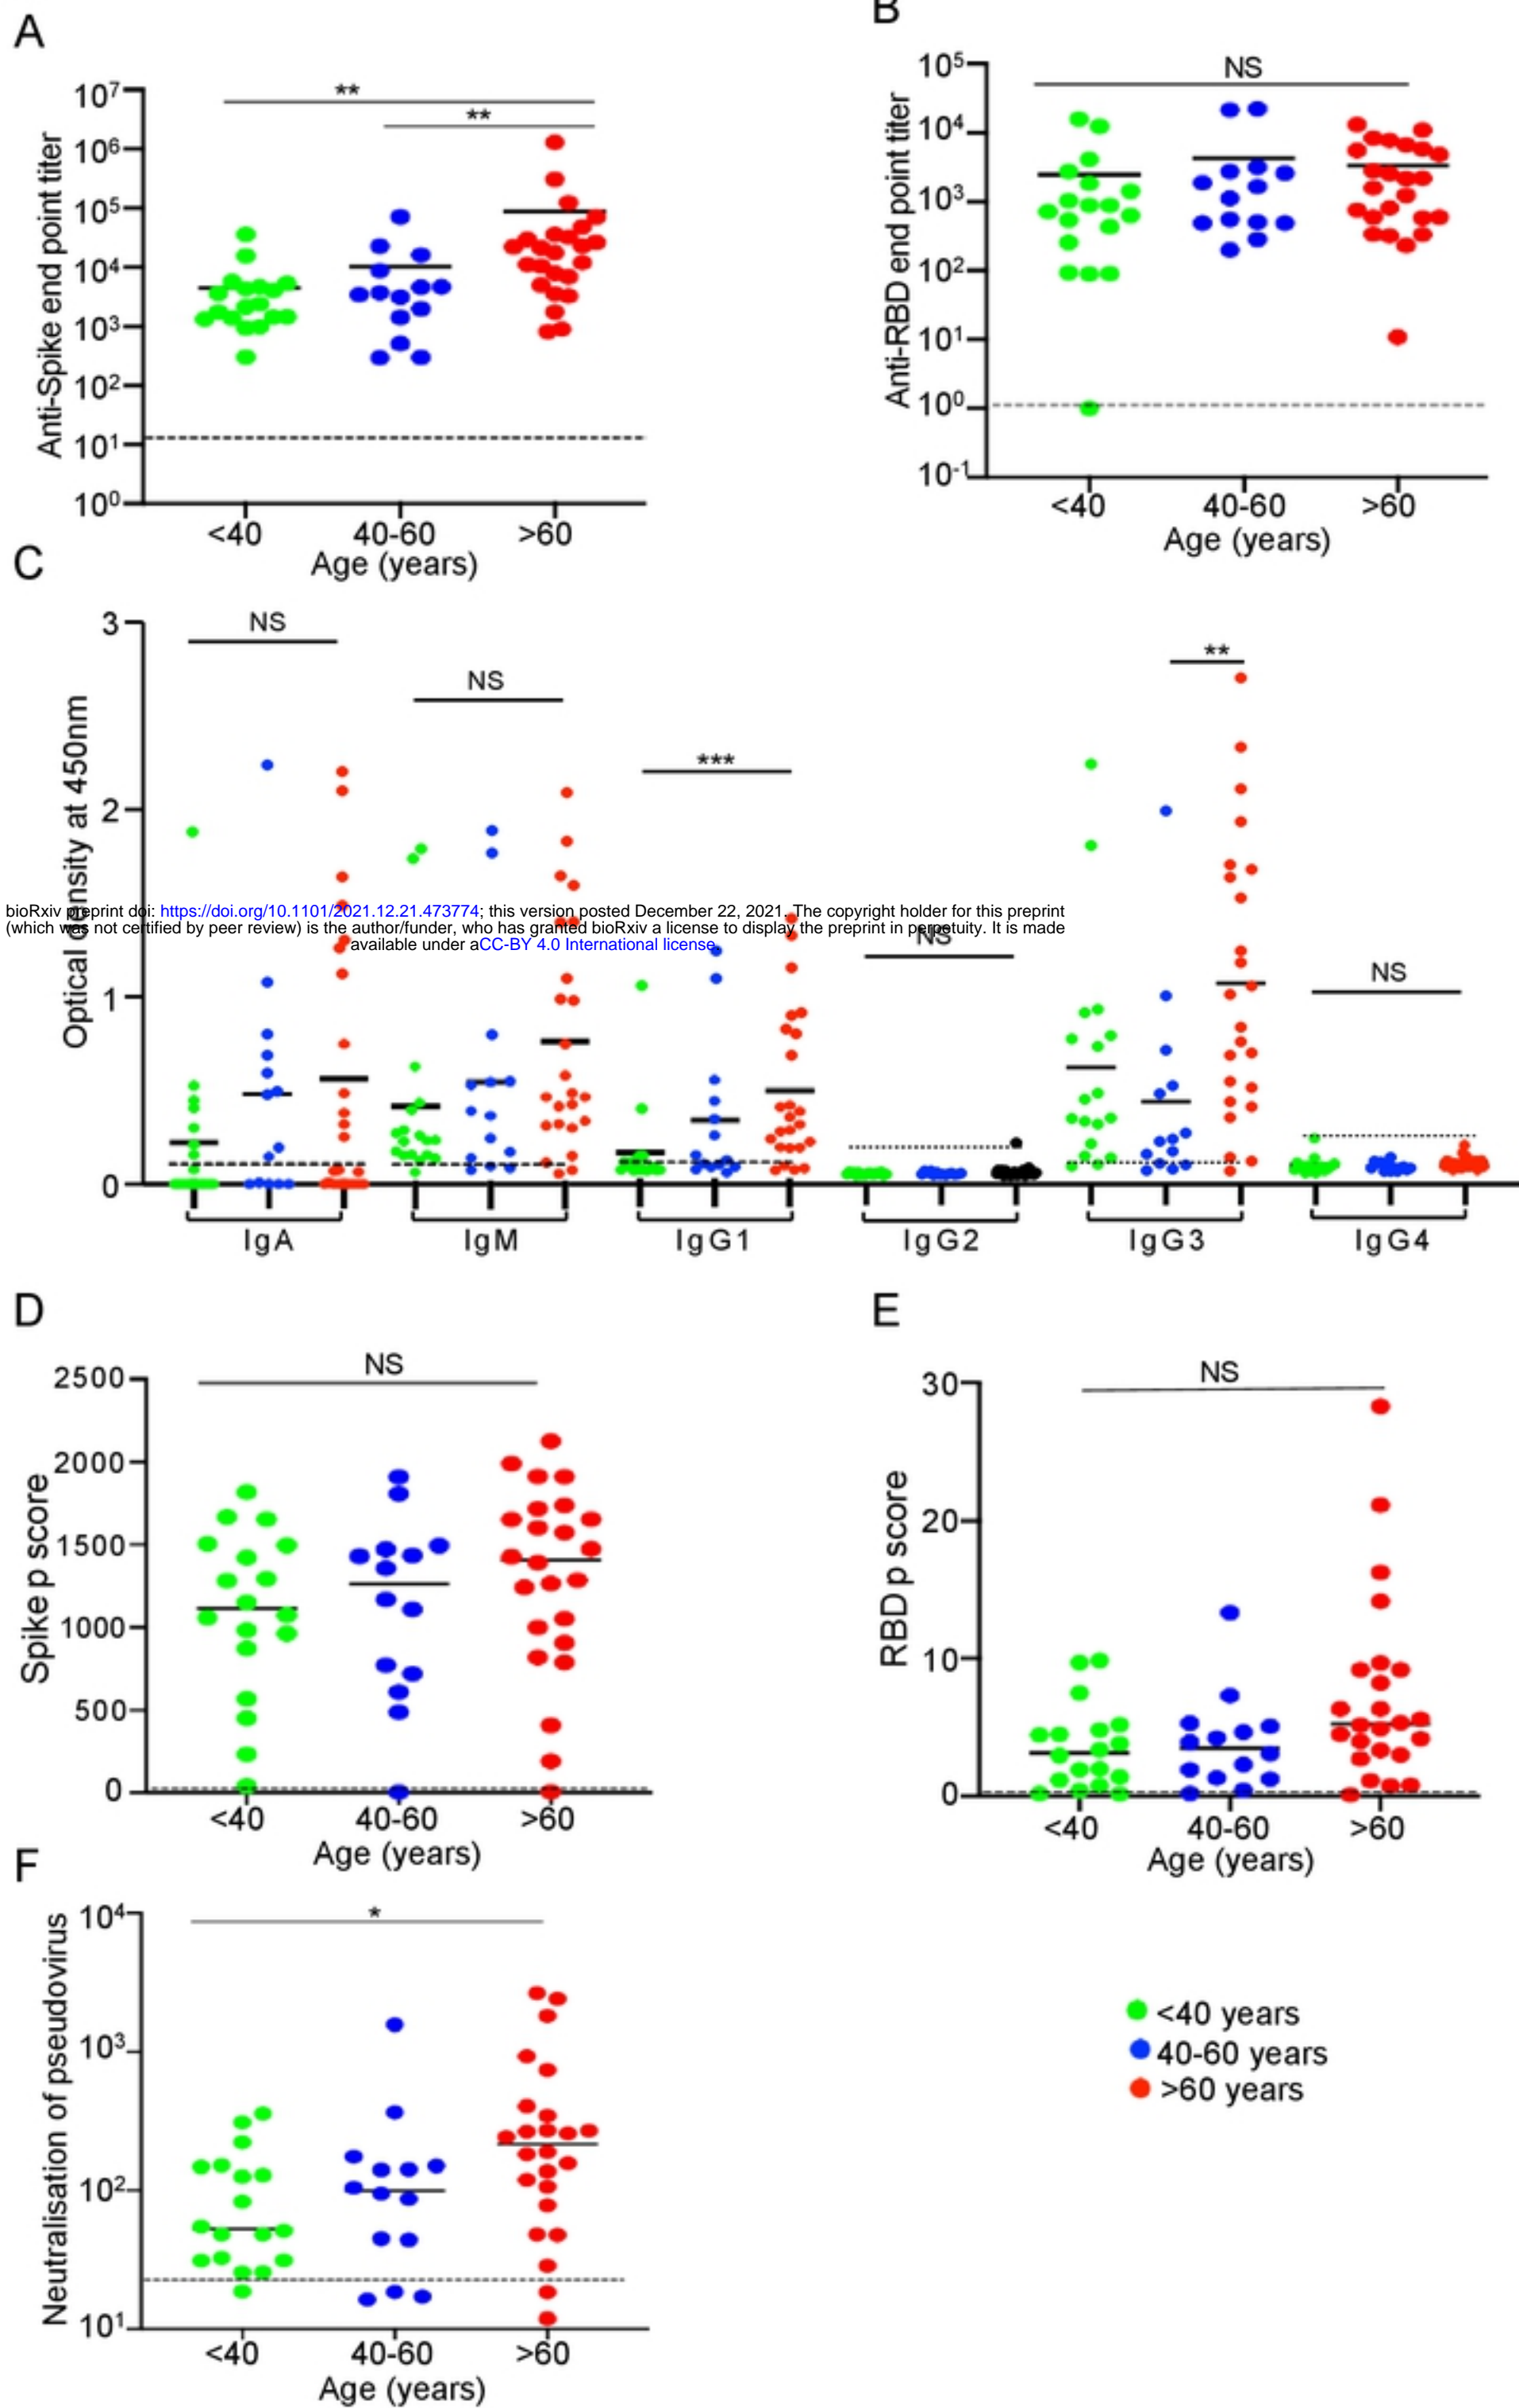 A
Anti-Spike end point titer
10⁷
10⁶
10⁵
10⁴
10³
10²
10¹
10⁰
**
**
<40
40-60
>60
Age (years)
B
Anti-RBD end point titer
10⁵
10⁴
10³
10²
10¹
10⁰
10⁻¹
NS
<40
40-60
>60
Age (years)
C
Optical density at 450nm
3
2
1
0
NS
NS
***
NS
**
NS
bioRxiv preprint doi: https://doi.org/10.1101/2021.12.21.473774; this version posted December 22, 2021. The copyright holder for this preprint
(which was not certified by peer review) is the author/funder, who has granted bioRxiv a license to display the preprint in perpetuity. It is made
available under aCC-BY 4.0 International license.
IgA
IgM
IgG1
IgG2
IgG3
IgG4
D
Spike p score
2500
2000
1500
1000
500
0
NS
<40
40-60
>60
Age (years)
E
RBD p score
30
20
10
0
NS
<40
40-60
>60
Age (years)
F
Neutralisation of pseudovirus
10⁴
10³
10²
10¹
*
<40
40-60
>60
Age (years)
<40 years
40-60 years
>60 years